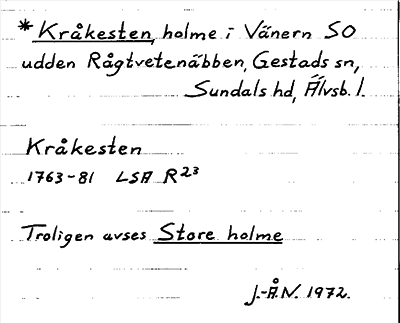 * Kråkesten, holme i Vänern SO
udden Rågtvetenäbben, Gestads sn,
Sundals hd, Älvsb. l.
Kråkesten
1763-81 LSA R23
Troligen avses Store holme
J.-Å.N. 1972.